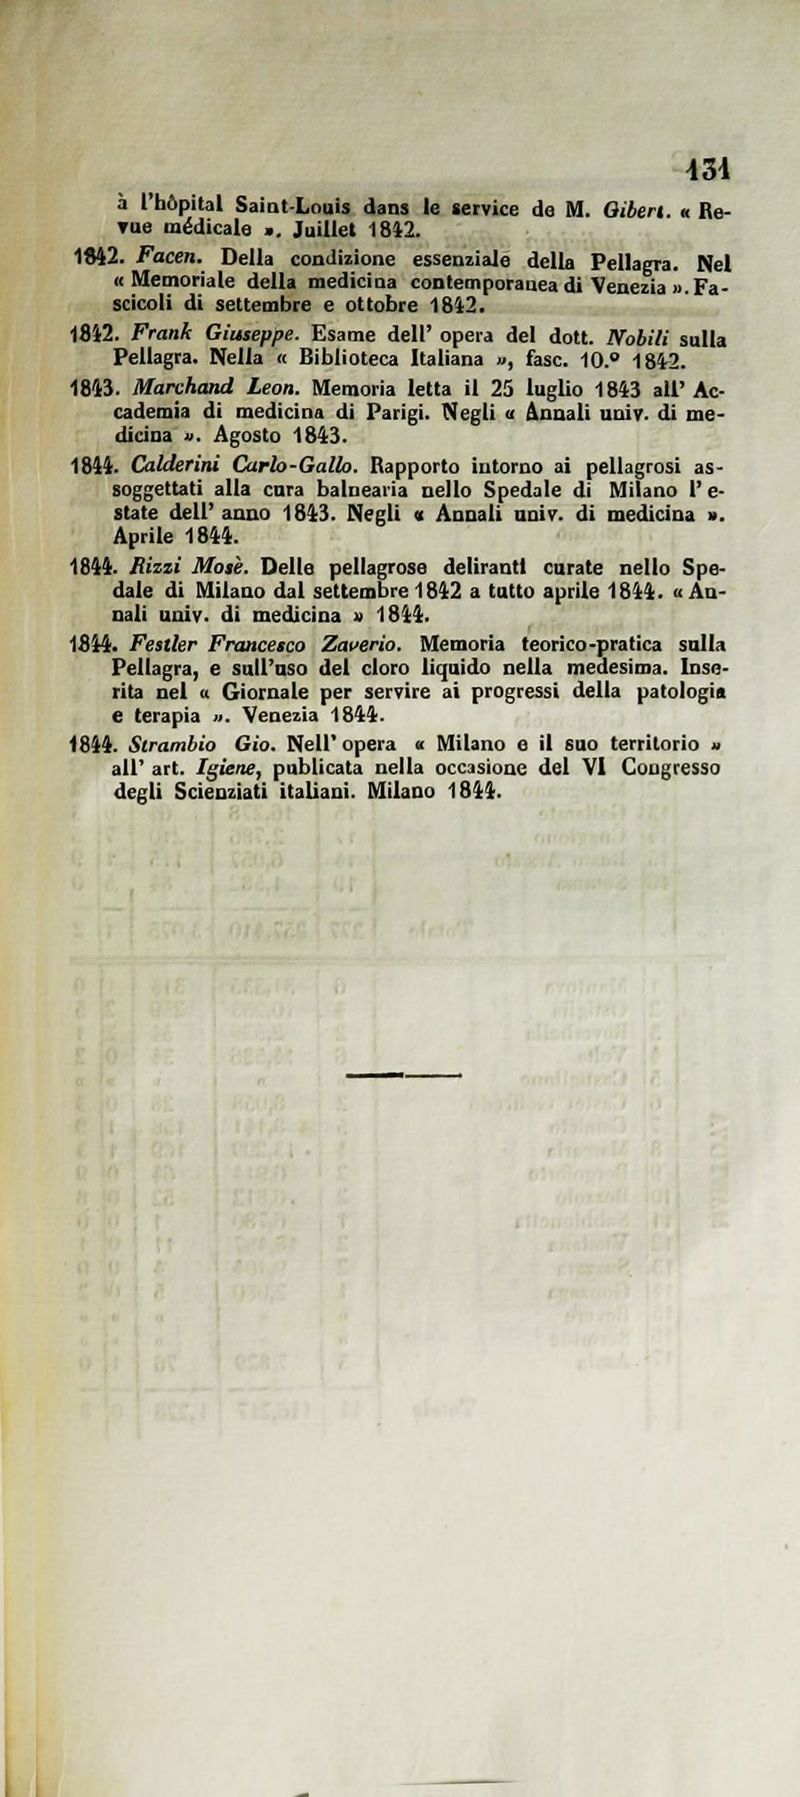 131
à l'hôpital Saint-Louis dans le service de M. Gibert. « Re-
vue médicale ». Juillet 1842.
1842. Facen. Della condizione essenziale della Pellagra. Nel
« Memoriale della medicina contemporanea di Venezia ». Fa-
scicoli di settembre e ottobre 1842.
1842. Frank Giuseppe. Esame dell' opera del dott. Nobili sulla
Pellagra. Nella « Biblioteca Italiana », fasc. 10.º 1842.
1843. Marchand Leon. Memoria letta il 25 luglio 1843 all' Ac-
cademia di medicina di Parigi. Negli « Annali univ. di me-
dicina ». Agosto 1843.
1844. Calderini Carlo-Gallo. Rapporto intorno ai pellagrosi as-
soggettati alla cura balnearia nello Spedale di Milano l' e-
state dell' anno 1843. Negli « Annali univ. di medicina ».
Aprile 1844.
1844. Rizzi Mosè. Delle pellagrose deliranti curate nello Spe-
dale di Milano dal settembre 1842 a tutto aprile 1844. « An-
nali univ. di medicina » 1844.
1844. Festler Francesco Zaverio. Memoria teorico-pratica sulla
Pellagra, e sull'uso del cloro liquido nella medesima. Inse-
rita nel « Giornale per servire ai progressi della patologia
e terapia ». Venezia 1844.
1844. Strambio Gio. Nell' opera « Milano e il suo territorio »
all' art. Igiene, publicata nella occasione del VI Congresso
degli Scienziati italiani. Milano 1844.